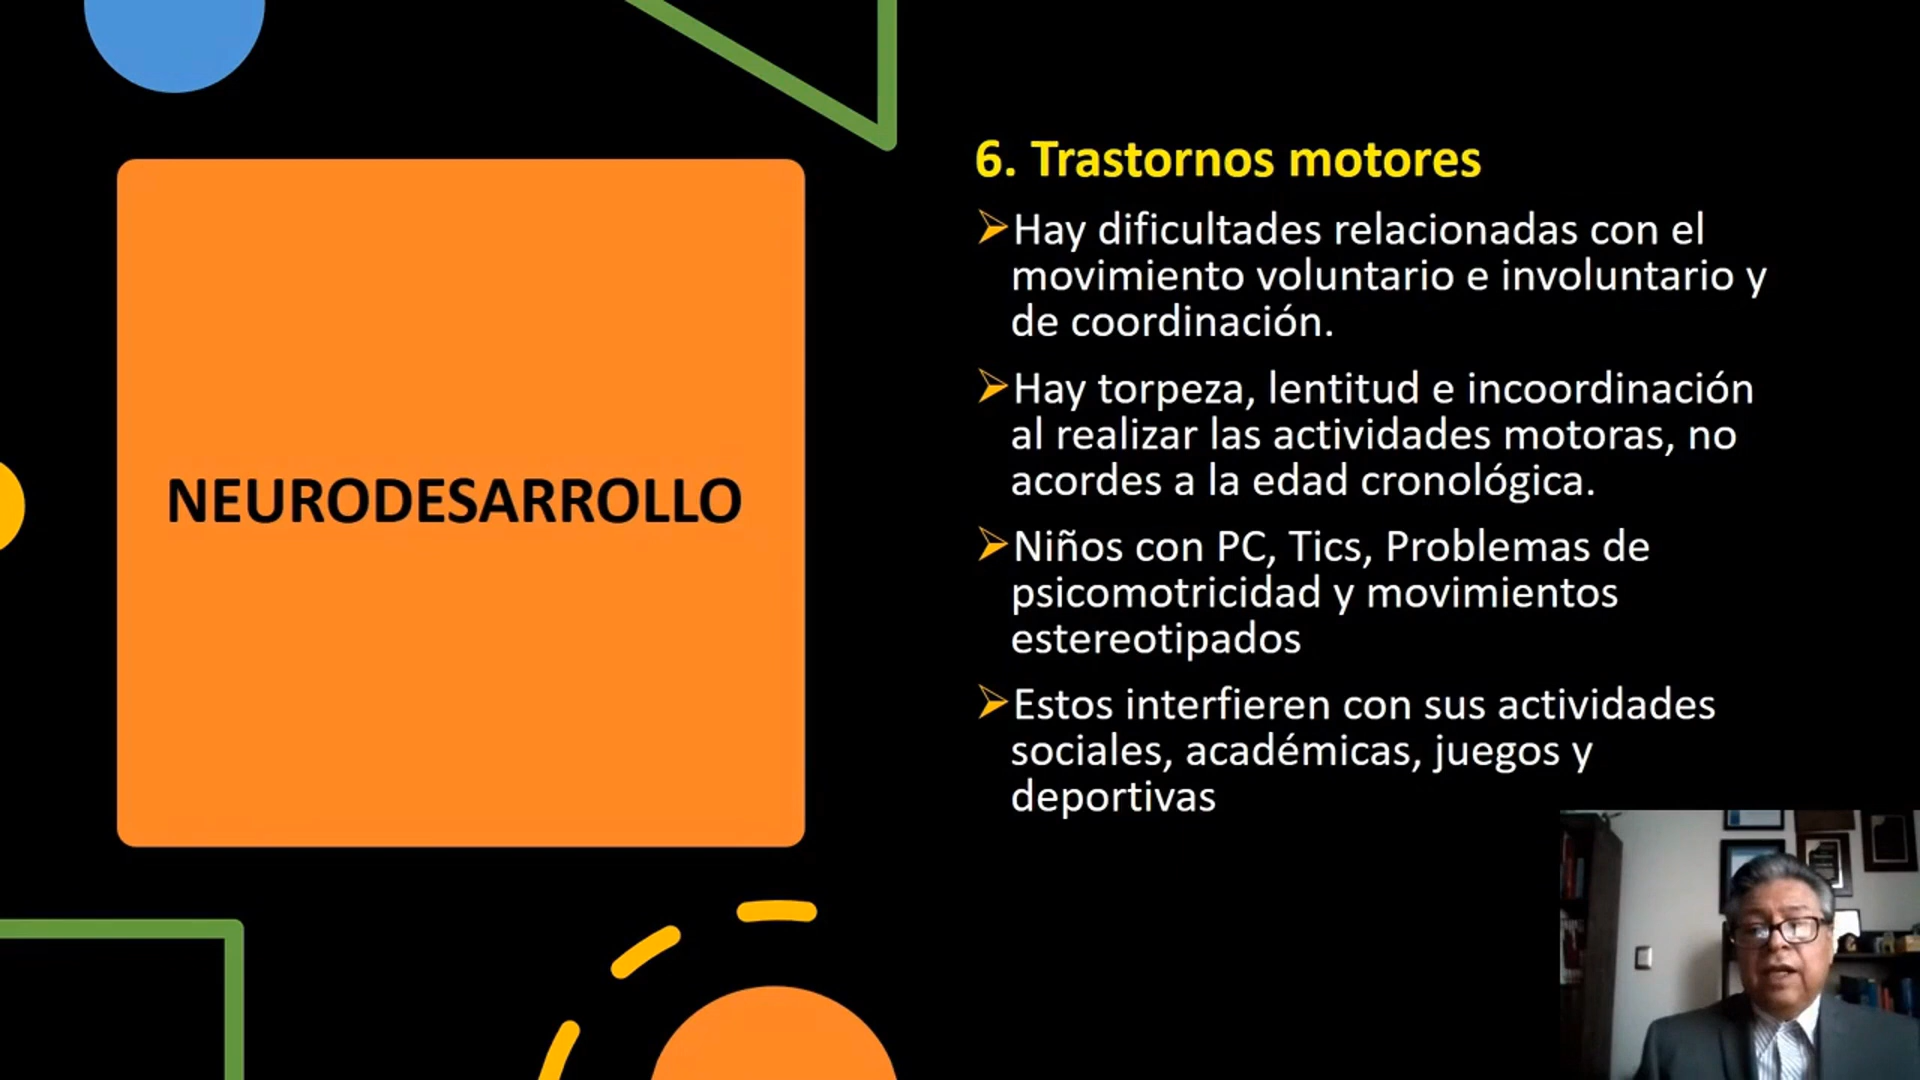 NEURODESARROLLO
6. Trastornos motores
Hay dificultades relacionadas con el
movimiento voluntario e involuntario y
de coordinación.
Hay torpeza, lentitud e incoordinación
al realizar las actividades motoras, no
acordes a la edad cronológica.
Niños con PC, Tics, Problemas de
psicomotricidad y movimientos
estereotipados
Estos interfieren con sus actividades
sociales, académicas, juegos y
deportivas